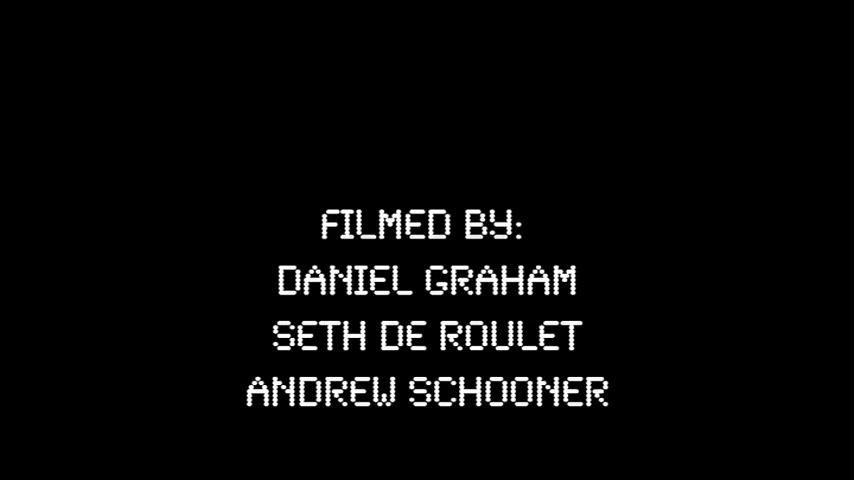 FILMED BY:
DANIEL GRAHAM
SETH DE ROULET
ANDREW SCHOONER